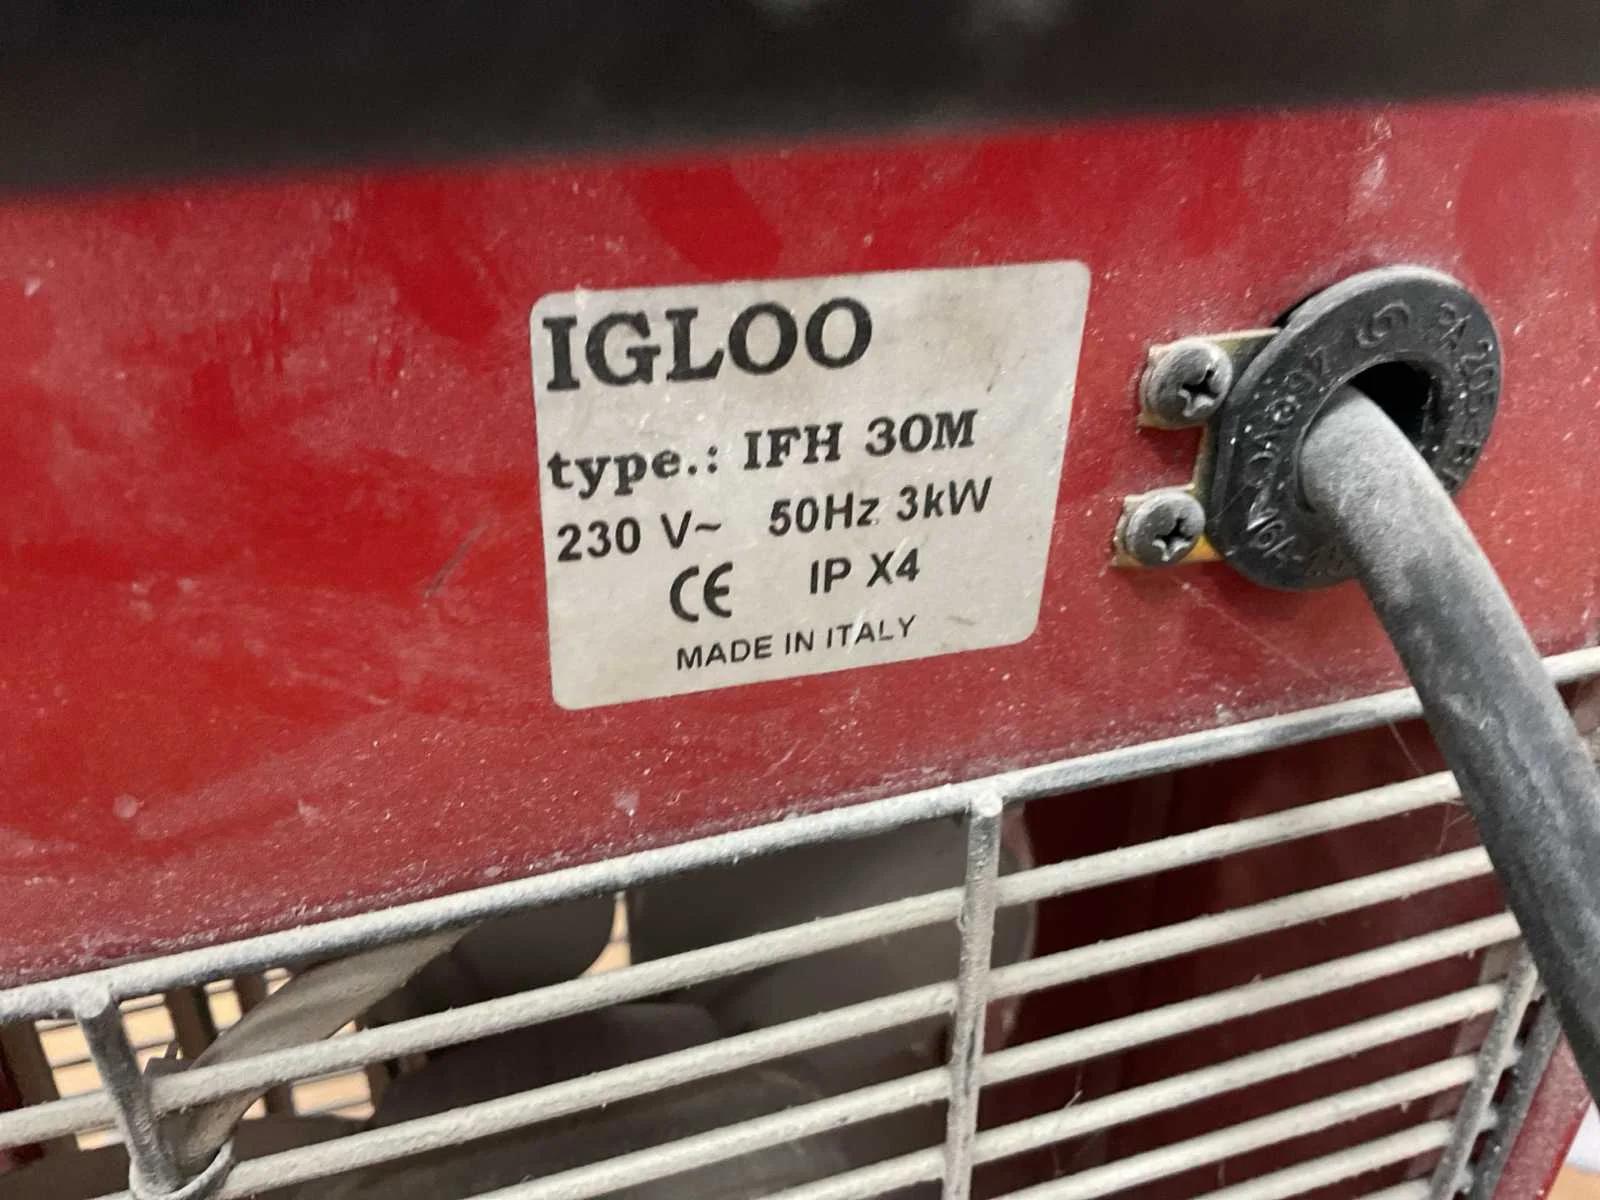 IGLOO
type.: IFH 30M
230 V~ 50Hz 3kW
CE IP X4
MADE IN ITALY